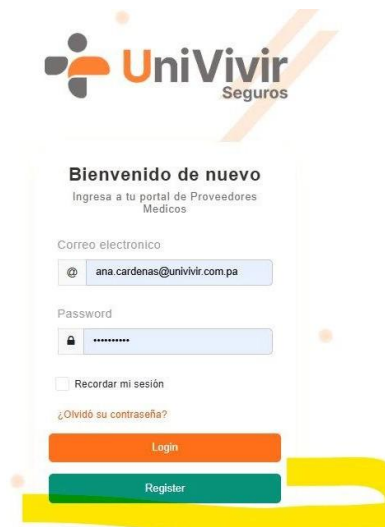 UniVivir
Seguros
Bienvenido de nuevo
Ingresa a tu portal de Proveedores
Medicos
Correo electronico
@ ana.cardenas@univivir.com.pa
Password
••••••••••
Recordar mi sesión
¿Olvidó su contraseña?
Login
Register